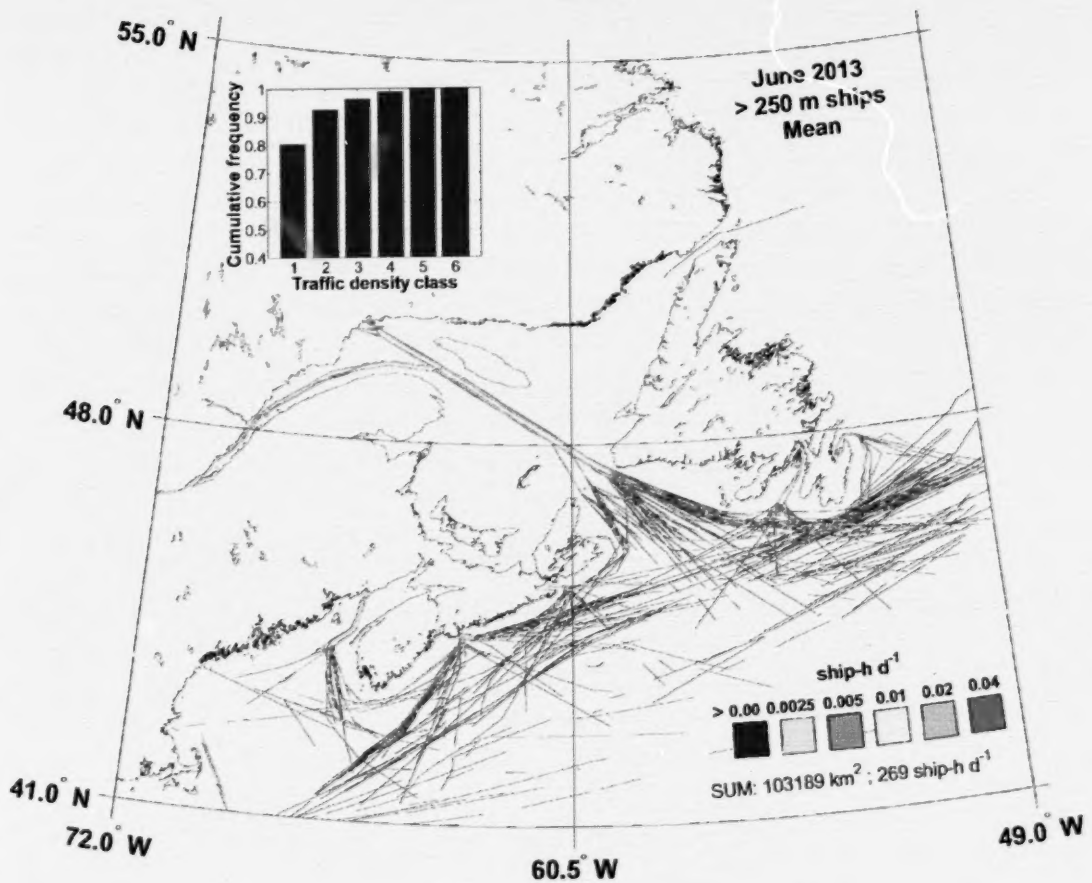 55.0° N
June 2013
> 250 m ships
Mean
Cumulative frequency
1
0.9
0.8
0.7
0.6
0.5
0.4
1 2 3 4 5 6
Traffic density class
48.0° N
ship-h d⁻¹
> 0.00 0.0025 0.005 0.01 0.02 0.04
SUM: 103189 km² ; 269 ship-h d⁻¹
41.0° N
72.0° W
60.5° W
49.0° W